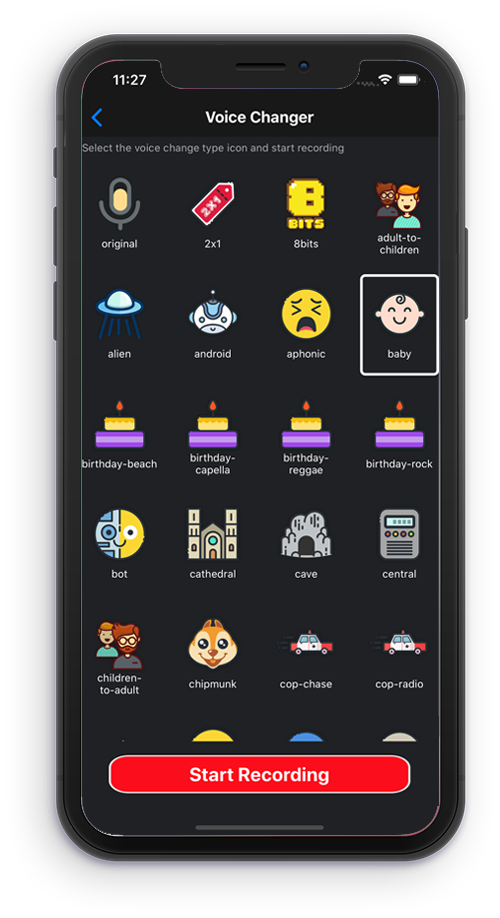 11:27
Voice Changer
Select the voice change type icon and start recording
2X1
8
BITS
original
2x1
8bits
adult-to-
children
alien
android
aphonic
baby
birthday-beach
birthday-
capella
birthday-
reggae
birthday-rock
bot
cathedral
cave
central
children-
to-adult
chipmunk
cop-chase
cop-radio
Start Recording